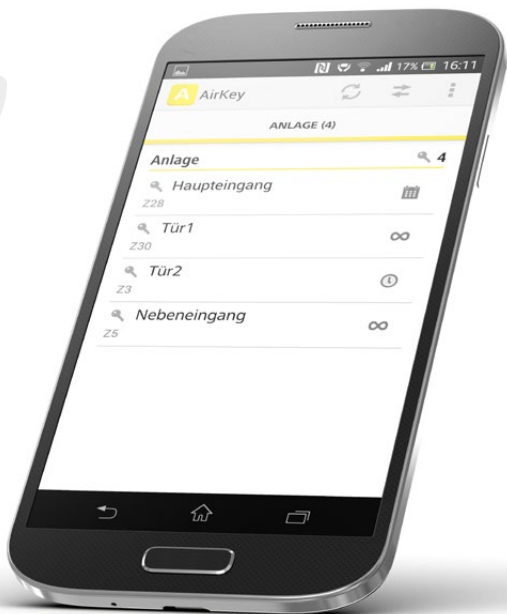 17% 16:11
A AirKey
ANLAGE (4)
Anlage 4
Haupteingang
Z28
Tür1
Z30
Tür2
Z3
Nebeneingang
Z5